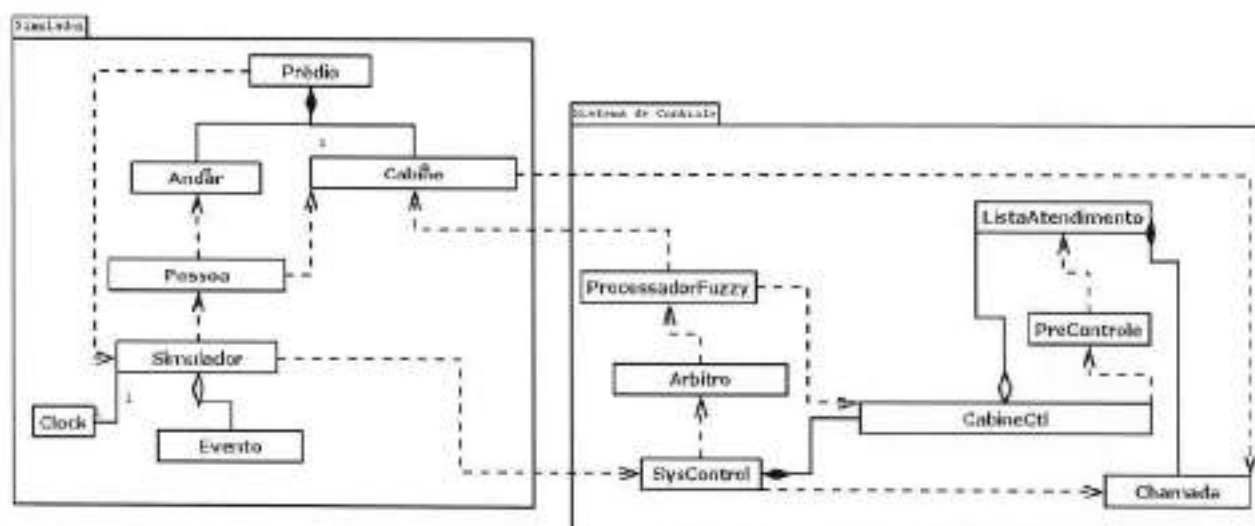 Simulador
Prédio
Andar
Cabine
Pessoa
Simulador
1
Clock
Evento
Sistema de Controle
ListaAtendimento
ProcessadorFuzzy
PreControle
Arbitro
CabineCtl
SysControl
Chamada